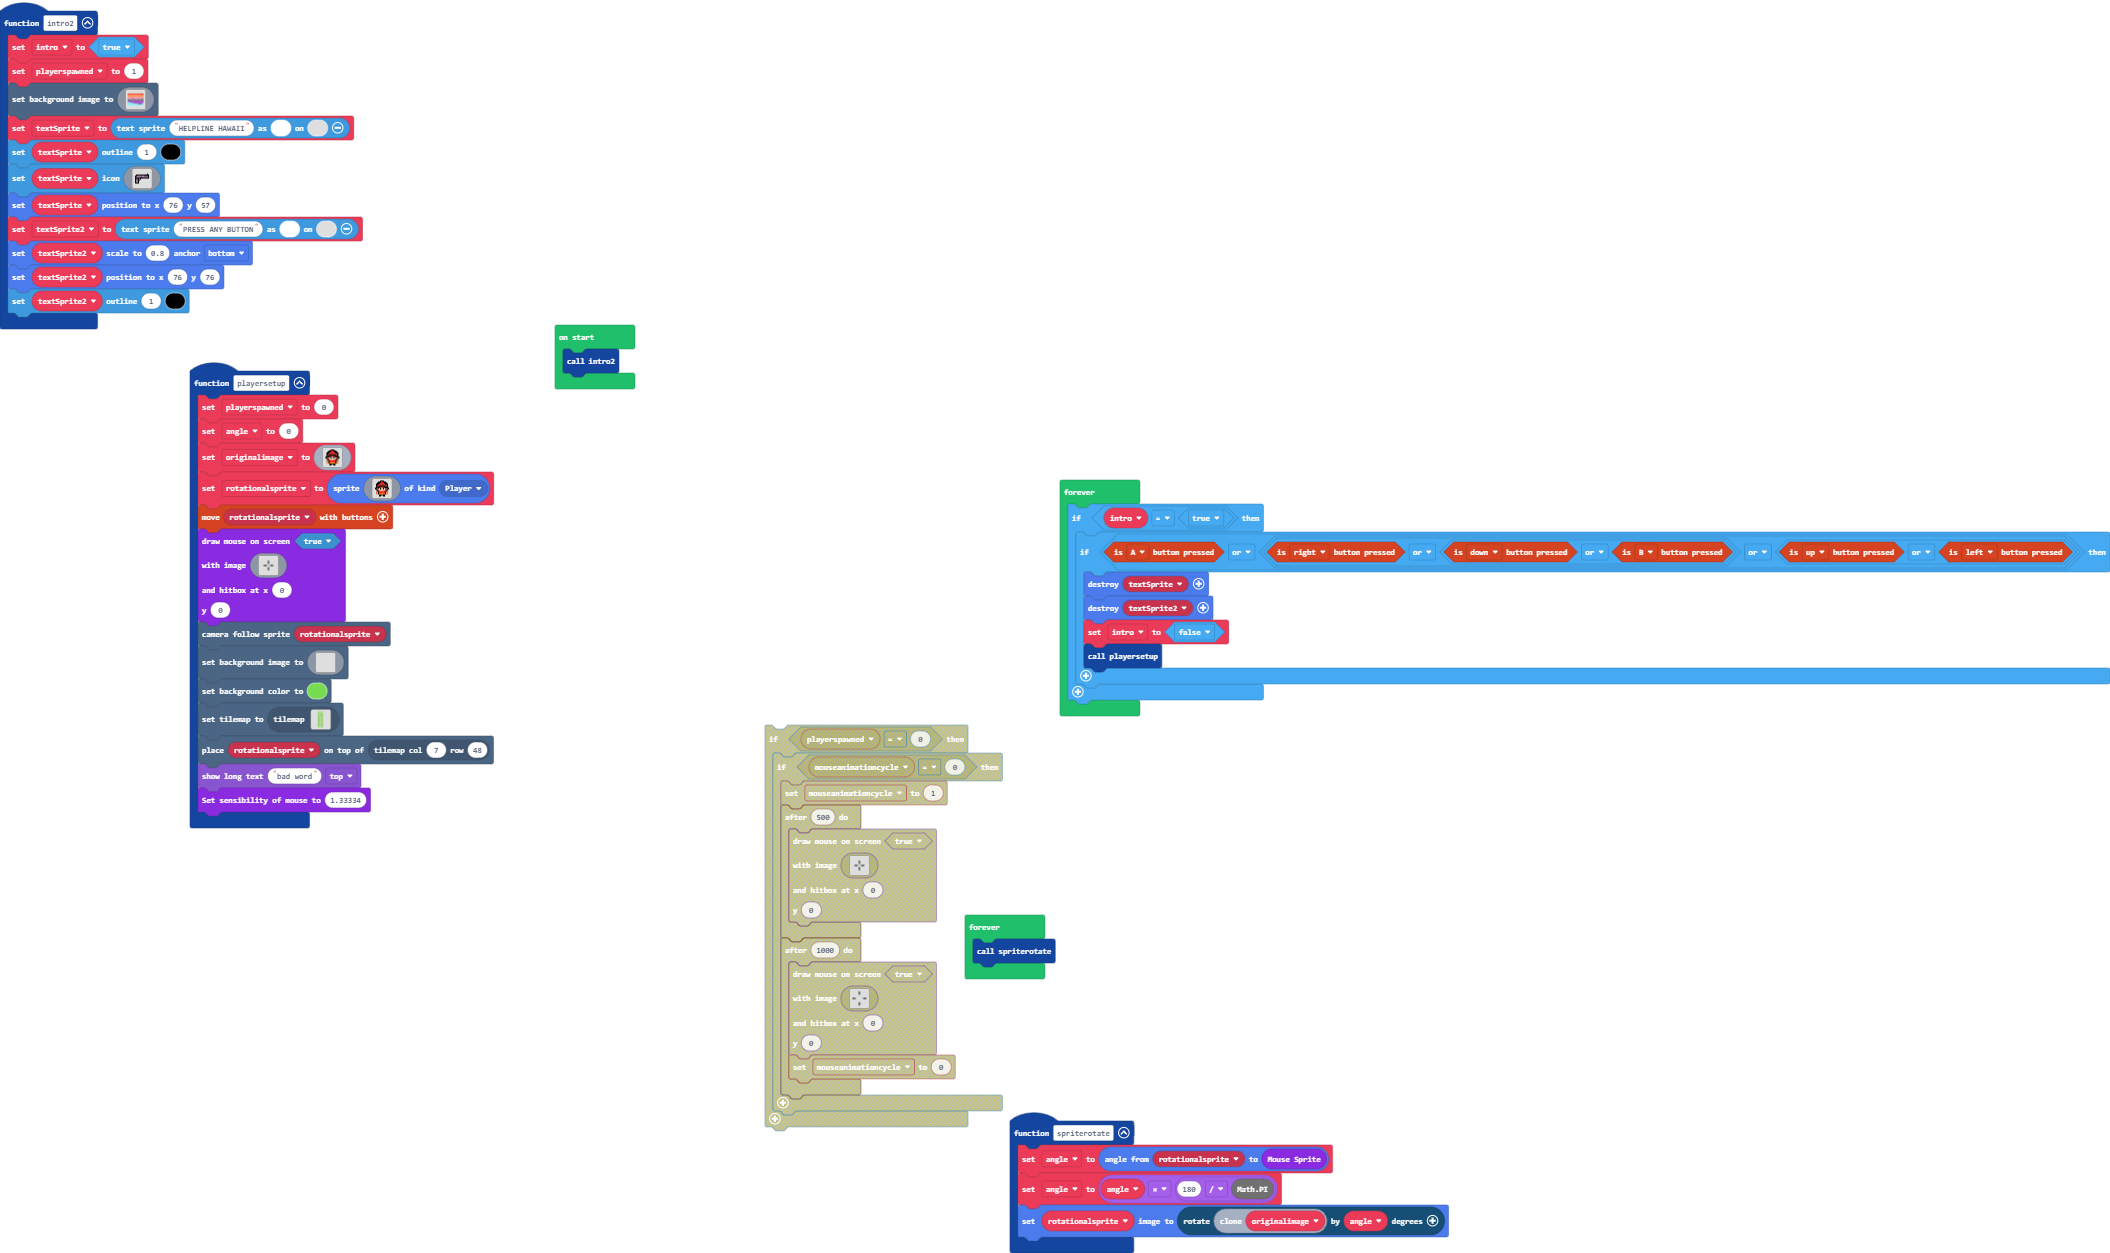 function intro2
set intro to true
set playerspawned to 1
set background image to
set textSprite to text sprite "HELPLINE HAWAII" as on
set textSprite outline 1
set textSprite icon
set textSprite position to x 76 y 57
set textSprite2 to text sprite "PRESS ANY BUTTON" as on
set textSprite2 scale to 0.8 anchor bottom
set textSprite2 position to x 76 y 76
set textSprite2 outline 1
on start
call intro2
function playersetup
set playerspawned to 0
set angle to 0
set originalimage to
set rotationalsprite to sprite of kind Player
move rotationalsprite with buttons
draw mouse on screen true
with image
and hitbox at x 0
y 0
camera follow sprite rotationalsprite
set background image to
set background color to
set tilemap to tilemap
place rotationalsprite on top of tilemap col 7 row 48
show long text "bad word" top
Set sensibility of mouse to 1.33334
forever
if intro = true then
if is A button pressed or is right button pressed or is down button pressed or is B button pressed or is up button pressed or is left button pressed then
destroy textSprite
destroy textSprite2
set intro to false
call playersetup
if playerspawned = 0 then
if mouseanimationcycle = 0 then
set mouseanimationcycle to 1
after 500 do
draw mouse on screen true
with image
and hitbox at x 0
y 0
after 1000 do
draw mouse on screen true
with image
and hitbox at x 0
y 0
set mouseanimationcycle to 0
forever
call spriterotate
function spriterotate
set angle to angle from rotationalsprite to Mouse Sprite
set angle to angle × 180 / Math.PI
set rotationalsprite image to rotate clone originalimage by angle degrees